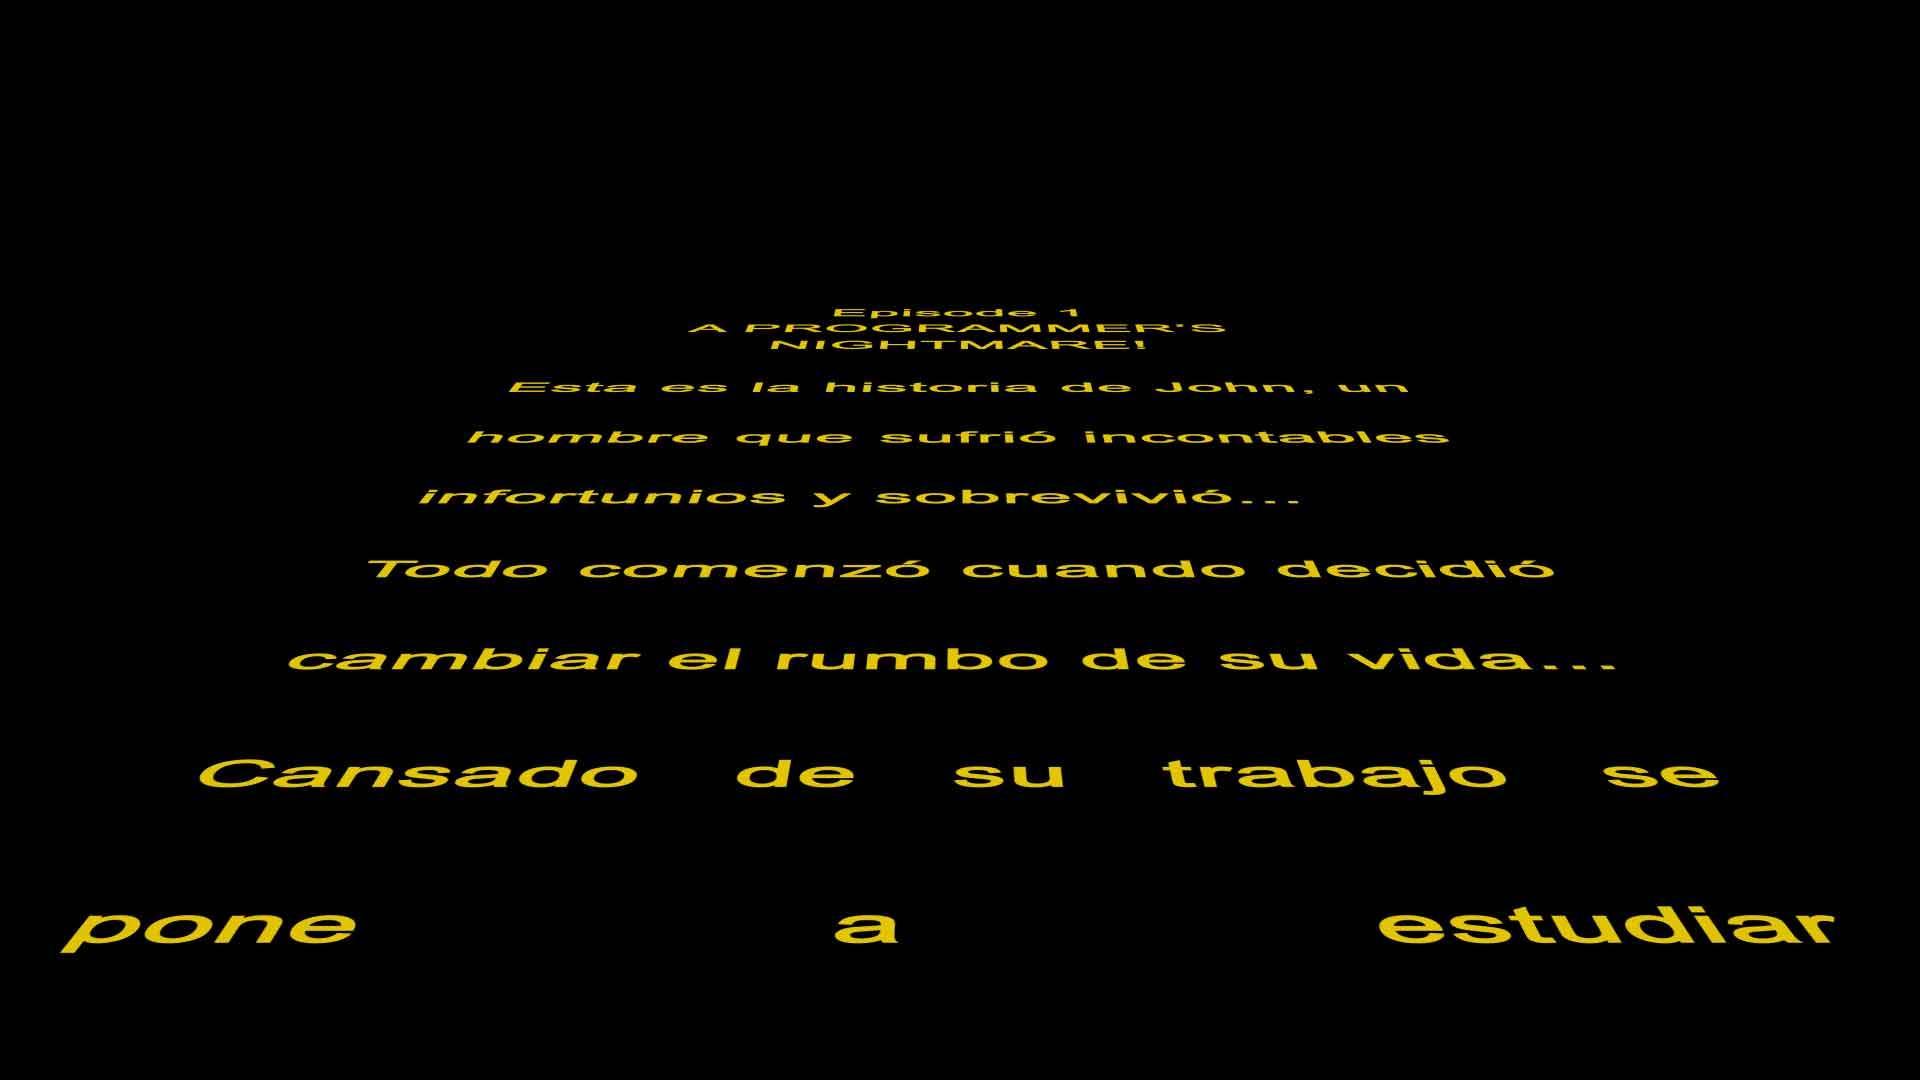 Episode 1
A PROGRAMMER'S
NIGHTMARE!
Esta es la historia de John, un
hombre que sufrió incontables
infortunios y sobrevivió...
Todo comenzó cuando decidió
cambiar el rumbo de su vida...
Cansado de su trabajo se
pone a estudiar